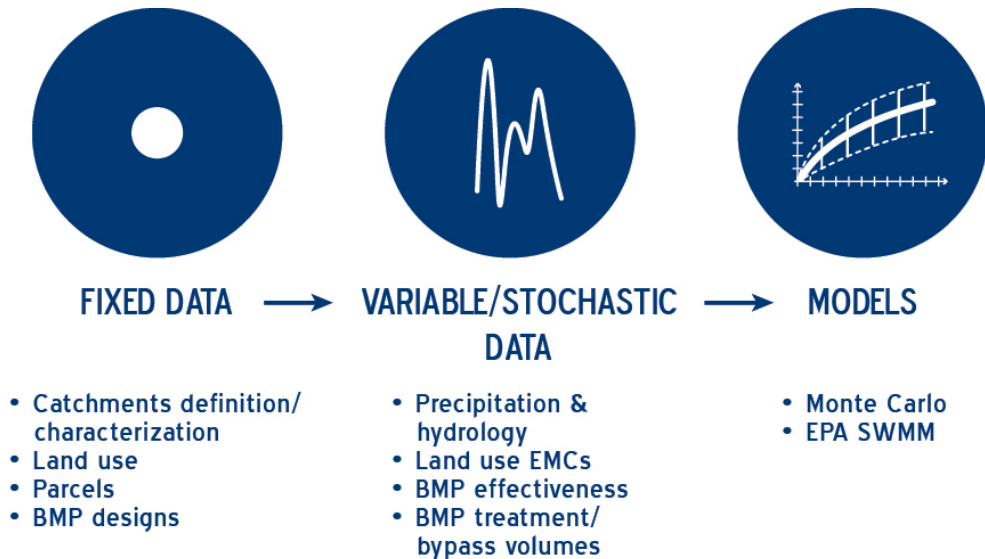 FIXED DATA
VARIABLE/STOCHASTIC
DATA
MODELS
• Catchments definition/
characterization
• Land use
• Parcels
• BMP designs
• Precipitation &
hydrology
• Land use EMCs
• BMP effectiveness
• BMP treatment/
bypass volumes
• Monte Carlo
• EPA SWMM